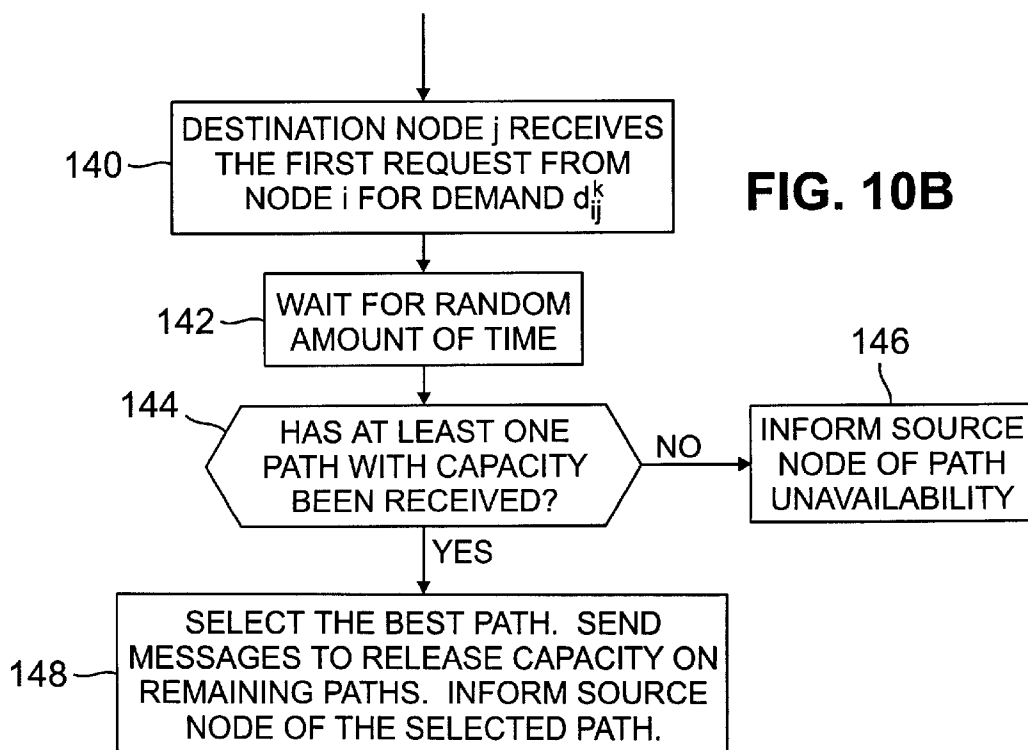 DESTINATION NODE j RECEIVES
THE FIRST REQUEST FROM
NODE i FOR DEMAND d_{ij}^{k}
140
FIG. 10B
WAIT FOR RANDOM
AMOUNT OF TIME
142
144
HAS AT LEAST ONE
PATH WITH CAPACITY
BEEN RECEIVED?
NO
146
INFORM SOURCE
NODE OF PATH
UNAVAILABILITY
YES
148
SELECT THE BEST PATH. SEND
MESSAGES TO RELEASE CAPACITY ON
REMAINING PATHS. INFORM SOURCE
NODE OF THE SELECTED PATH.